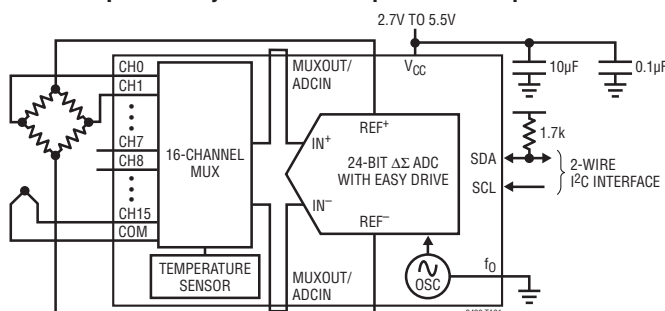 2.7V TO 5.5V
CH0
CH1
CH7
CH8
CH15
COM
16-CHANNEL
MUX
TEMPERATURE
SENSOR
MUXOUT/
ADCIN
VCC
10µF
0.1µF
REF+
IN+
24-BIT ΔΣ ADC
WITH EASY DRIVE
IN–
REF–
1.7k
SDA
SCL
2-WIRE
I2C INTERFACE
MUXOUT/
ADCIN
OSC
fO